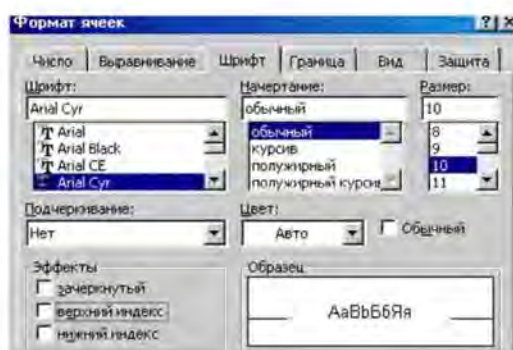 Формат ячеек
Число Выравнивание Шрифт Граница Вид Защита
Шрифт: Начертание: Размер:
Arial Cyr обычный 10
Arial обычный 8
Arial Black курсив 9
Arial CE полужирный 10
Arial Cyr полужирный курсив 11
Подчеркивание: Цвет:
Нет Авто Обычный
Эффекты Образец
зачеркнутый
верхний индекс АаBbБбЯя
нижний индекс